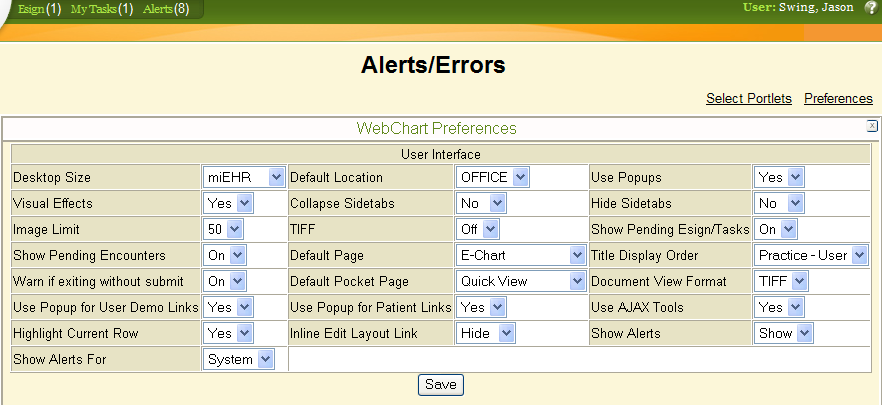 Esign(1) My Tasks(1) Alerts(8) User: Swing, Jason ?
Alerts/Errors
Select Portlets Preferences
WebChart Preferences x
User Interface
Desktop Size miEHR Default Location OFFICE Use Popups Yes
Visual Effects Yes Collapse Sidetabs No Hide Sidetabs No
Image Limit 50 TIFF Off Show Pending Esign/Tasks On
Show Pending Encounters On Default Page E-Chart Title Display Order Practice - User
Warn if exiting without submit On Default Pocket Page Quick View Document View Format TIFF
Use Popup for User Demo Links Yes Use Popup for Patient Links Yes Use AJAX Tools Yes
Highlight Current Row Yes Inline Edit Layout Link Hide Show Alerts Show
Show Alerts For System
Save